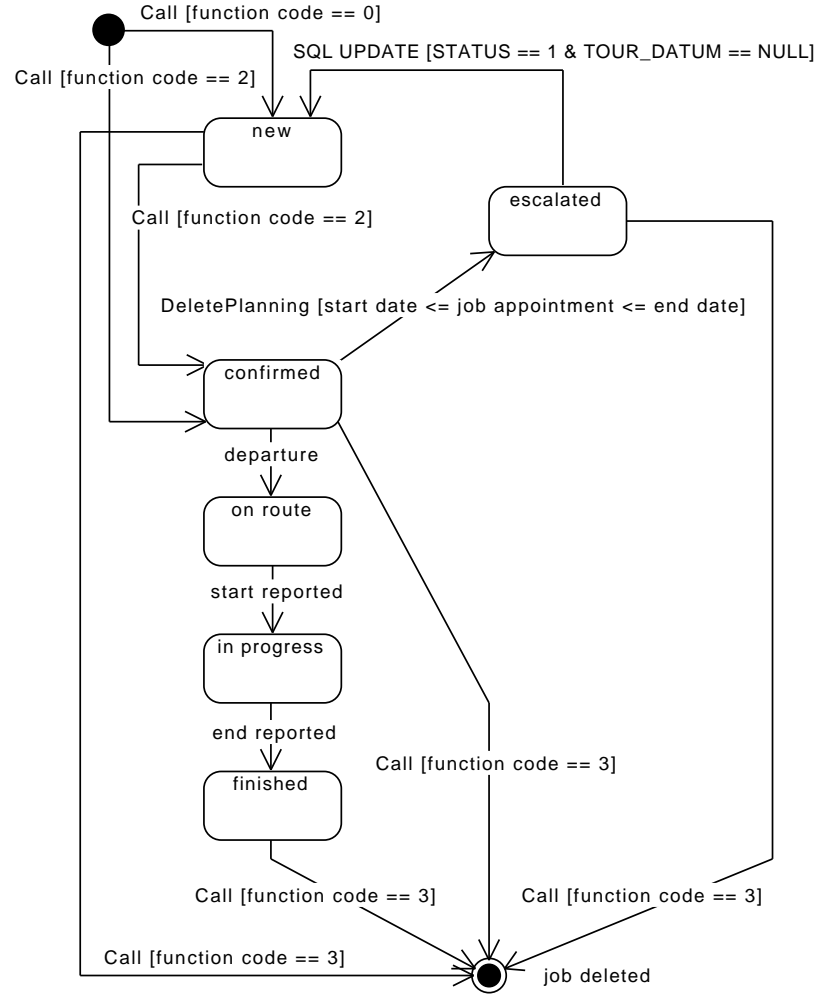 Call [function code == 0]
SQL UPDATE [STATUS == 1 & TOUR_DATUM == NULL]
Call [function code == 2]
new
escalated
Call [function code == 2]
DeletePlanning [start date <= job appointment <= end date]
confirmed
departure
on route
start reported
in progress
end reported
Call [function code == 3]
finished
Call [function code == 3]
Call [function code == 3]
Call [function code == 3]
job deleted